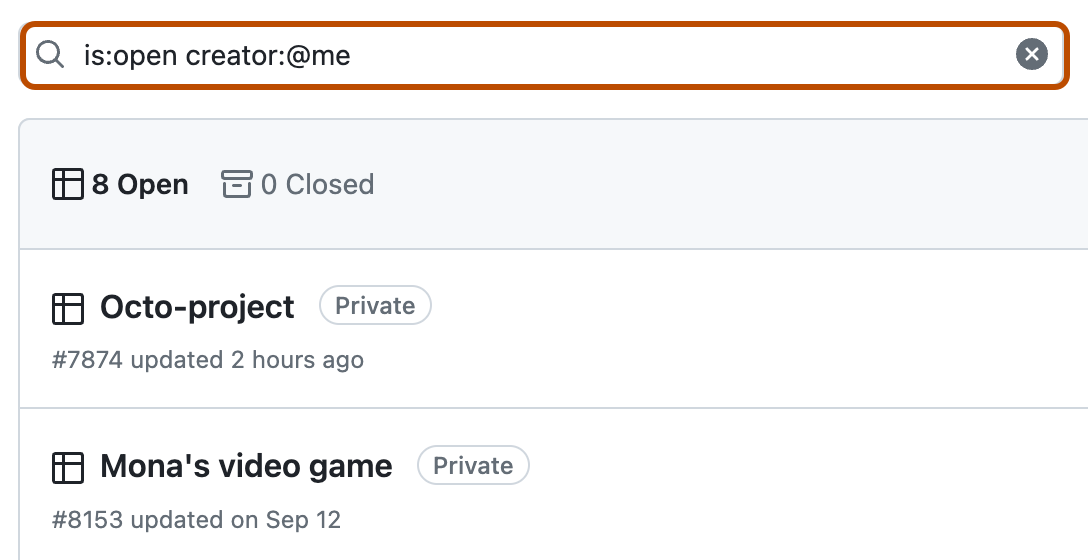 is:open creator:@me
8 Open 0 Closed
Octo-project Private
#7874 updated 2 hours ago
Mona's video game Private
#8153 updated on Sep 12